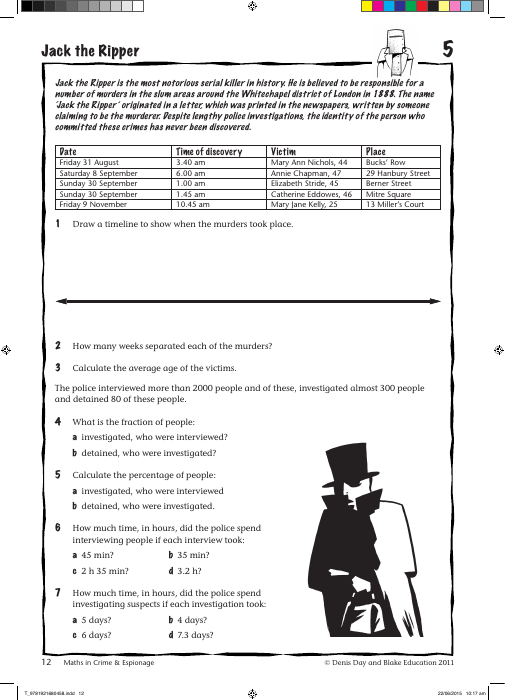 Jack the Ripper 5
Jack the Ripper is the most notorious serial killer in history. He is believed to be responsible for a
number of murders in the slum areas around the Whitechapel district of London in 1888. The name
‘Jack the Ripper’ originated in a letter, which was printed in the newspapers, written by someone
claiming to be the murderer. Despite lengthy police investigations, the identity of the person who
committed these crimes has never been discovered.
Date Time of discovery Victim Place
Friday 31 August 3.40 am Mary Ann Nichols, 44 Bucks' Row
Saturday 8 September 6.00 am Annie Chapman, 47 29 Hanbury Street
Sunday 30 September 1.00 am Elizabeth Stride, 45 Berner Street
Sunday 30 September 1.45 am Catherine Eddowes, 46 Mitre Square
Friday 9 November 10.45 am Mary Jane Kelly, 25 13 Miller's Court
1 Draw a timeline to show when the murders took place.
2 How many weeks separated each of the murders?
3 Calculate the average age of the victims.
The police interviewed more than 2000 people and of these, investigated almost 300 people
and detained 80 of these people.
4 What is the fraction of people:
a investigated, who were interviewed?
b detained, who were investigated?
5 Calculate the percentage of people:
a investigated, who were interviewed
b detained, who were investigated.
6 How much time, in hours, did the police spend
interviewing people if each interview took:
a 45 min? b 35 min?
c 2 h 35 min? d 3.2 h?
7 How much time, in hours, did the police spend
investigating suspects if each investigation took:
a 5 days? b 4 days?
c 6 days? d 7.3 days?
12 Maths in Crime & Espionage © Denis Day and Blake Education 2011
T_9781921680458.indd 12 22/06/2015 10:17 am